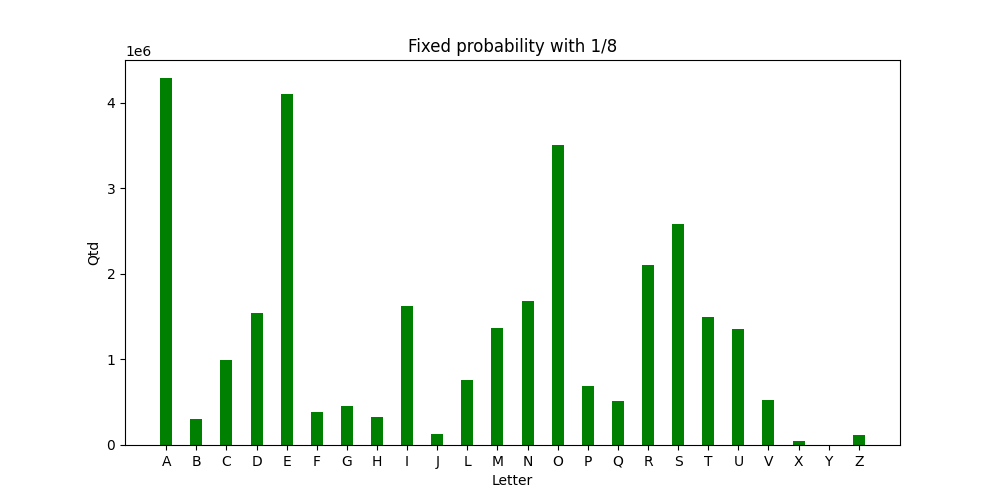 Fixed probability with 1/8
1e6
4
3
2
1
0
Qtd
A B C D E F G H I J L M N O P Q R S T U V X Y Z
Letter